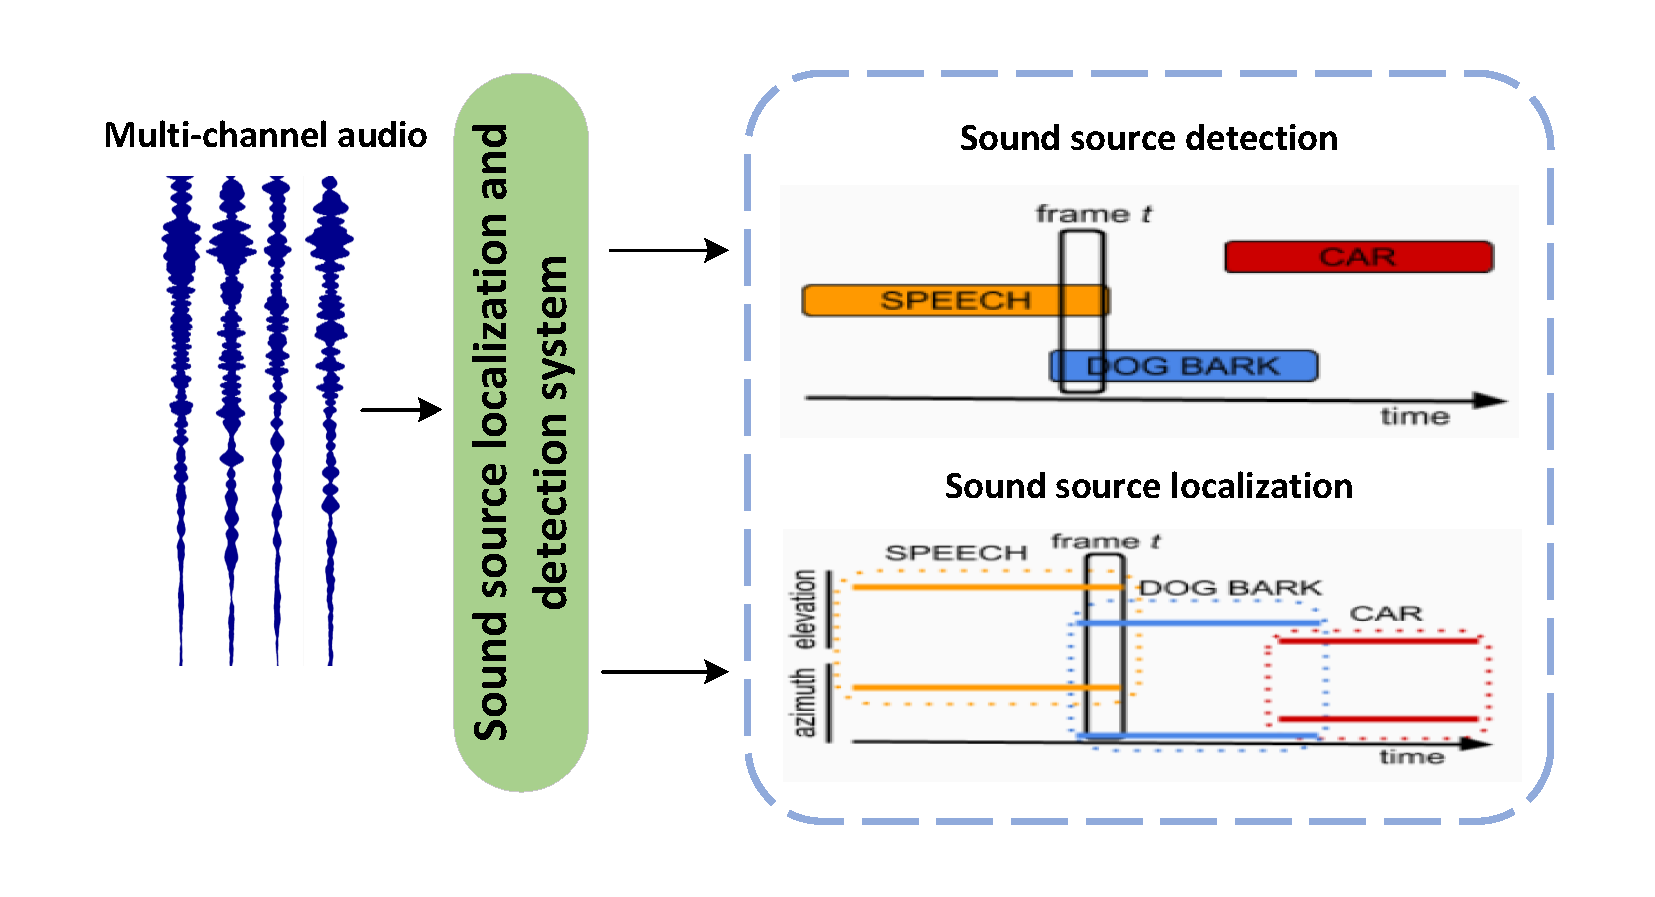 Multi-channel audio
Sound source localization and
detection system
Sound source detection
frame t
CAR
SPEECH
DOG BARK
time
Sound source localization
frame t
SPEECH
DOG BARK
CAR
elevation
azimuth
time